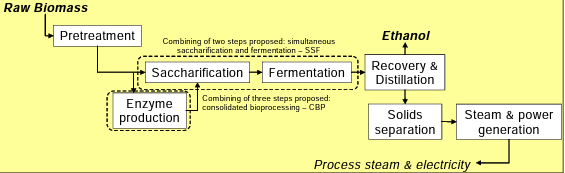 Raw Biomass
Pretreatment
Combining of two steps proposed: simultaneous
saccharification and fermentation – SSF
Ethanol
Saccharification
Fermentation
Recovery &
Distillation
Enzyme
production
Combining of three steps proposed:
consolidated bioprocessing – CBP
Solids
separation
Steam & power
generation
Process steam & electricity